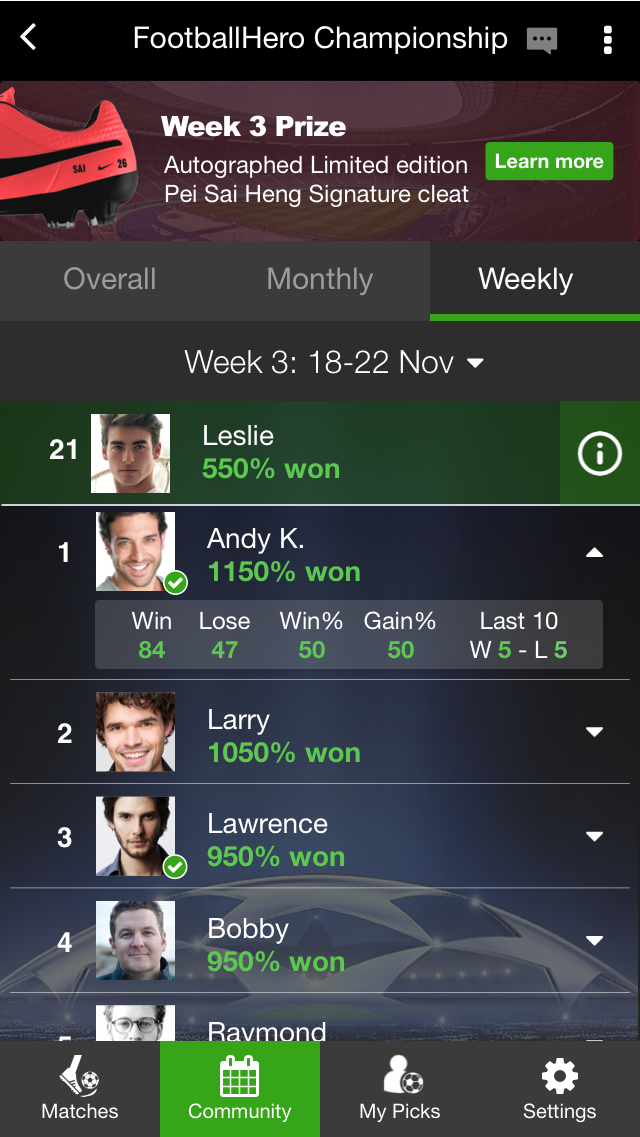 FootballHero Championship
Week 3 Prize
Autographed Limited edition
Pei Sai Heng Signature cleat
Learn more
SAI
26
Overall Monthly Weekly
Week 3: 18-22 Nov
21
Leslie
550% won
1
Andy K.
1150% won
Win Lose Win% Gain% Last 10
84 47 50 50 W 5 - L 5
2
Larry
1050% won
3
Lawrence
950% won
4
Bobby
950% won
5
Raymond
Matches Community My Picks Settings